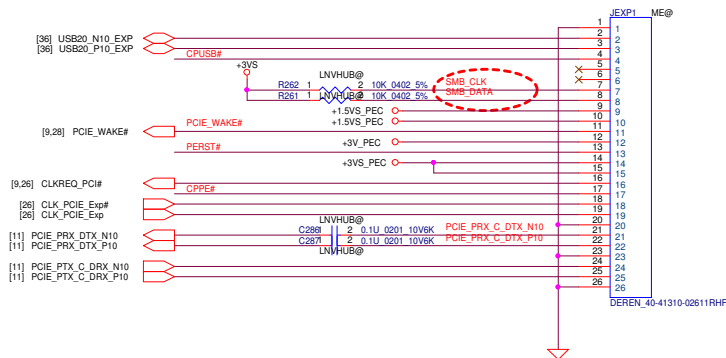 JEXP1 ME@
[36] USB20_N10_EXP
[36] USB20_P10_EXP
CPUSB#
+3VS
LNVHUB@
R262 1 2 10K_0402_5% SMB_CLK
R261 1 2 10K_0402_5% SMB_DATA
LNVHUB@
+1.5VS_PEC
+1.5VS_PEC
[9,28] PCIE_WAKE# PCIE_WAKE#
+3V_PEC
PERST#
+3VS_PEC
[9,26] CLKREQ_PCI#
CPPE#
[26] CLK_PCIE_Exp#
[26] CLK_PCIE_Exp
LNVHUB@
[11] PCIE_PRX_DTX_N10 C286 1 2 0.1U_0201_10V6K PCIE_PRX_C_DTX_N10
[11] PCIE_PRX_DTX_P10 C287 1 2 0.1U_0201_10V6K PCIE_PRX_C_DTX_P10
LNVHUB@
[11] PCIE_PTX_C_DRX_N10
[11] PCIE_PTX_C_DRX_P10
1 1
2 2
3 3
4 4
5 5
6 6
7 7
8 8
9 9
10 10
11 11
12 12
13 13
14 14
15 15
16 16
17 17
18 18
19 19
20 20
21 21
22 22
23 23
24 24
25 25
26 26
DEREN_40-41310-02611RHF